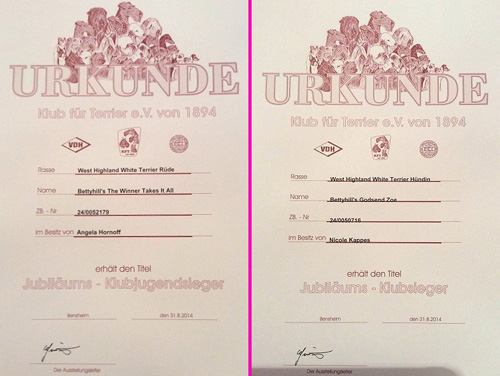 URKUNDE
Klub für Terrier e.V. von 1894
VDH
KFT
Rasse West Highland White Terrier Rüde
Name Bettyhill's The Winner Takes It All
ZB. - Nr 24/0052179
im Besitz von Angela Hornoff
erhält den Titel
Jubiläums - Klubjugendsieger
Bensheim den 31.8.2014
Der Ausstellungsleiter
URKUNDE
Klub für Terrier e.V. von 1894
VDH
KFT
Rasse West Highland White Terrier Hündin
Name Bettyhill's Godsend Zoe
ZB. - Nr 24/0050716
im Besitz von Nicole Kappes
erhält den Titel
Jubiläums - Klubsieger
Bensheim den 31.8.2014
Der Ausstellungsleiter